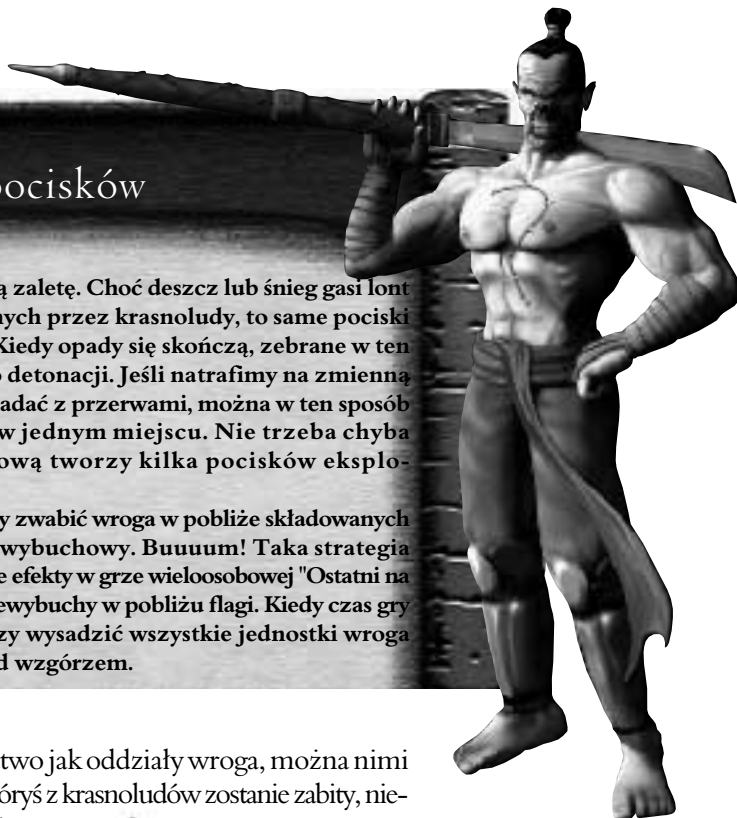 pocisków
ą zaletę. Choć deszcz lub śnieg gasi lont
nych przez krasnoludy, to same pociski
Kiedy opady się skończą, zebrane w ten
o detonacji. Jeśli natrafimy na zmienną
adać z przerwami, można w ten sposób
w jednym miejscu. Nie trzeba chyba
ową tworzy kilka pocisków eksplo-
y zwabić wroga w pobliże składowanych
wybuchowy. Buuuum! Taka strategia
e efekty w grze wieloosobowej "Ostatni na
ewybuchy w pobliżu flagi. Kiedy czas gry
zy wysadzić wszystkie jednostki wroga
d wzgórzem.
two jak oddziały wroga, można nimi
óryś z krasnoludów zostanie zabity, nie-